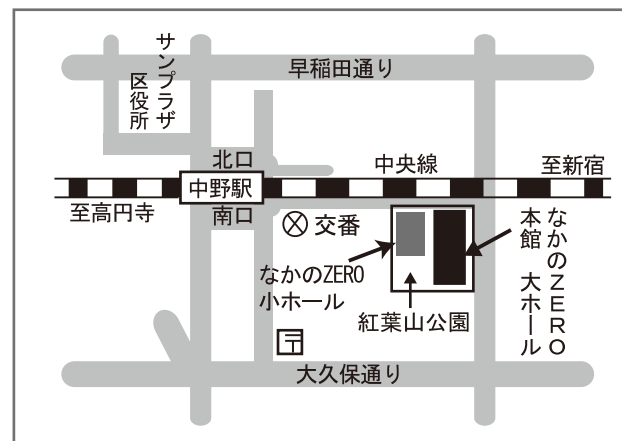 早稲田通り
サンプラザ
区役所
北口
中央線
至新宿
中野駅
至高円寺
南口
交番
なかのZERO
小ホール
紅葉山公園
なかのZERO
本館 大ホール
〒
大久保通り